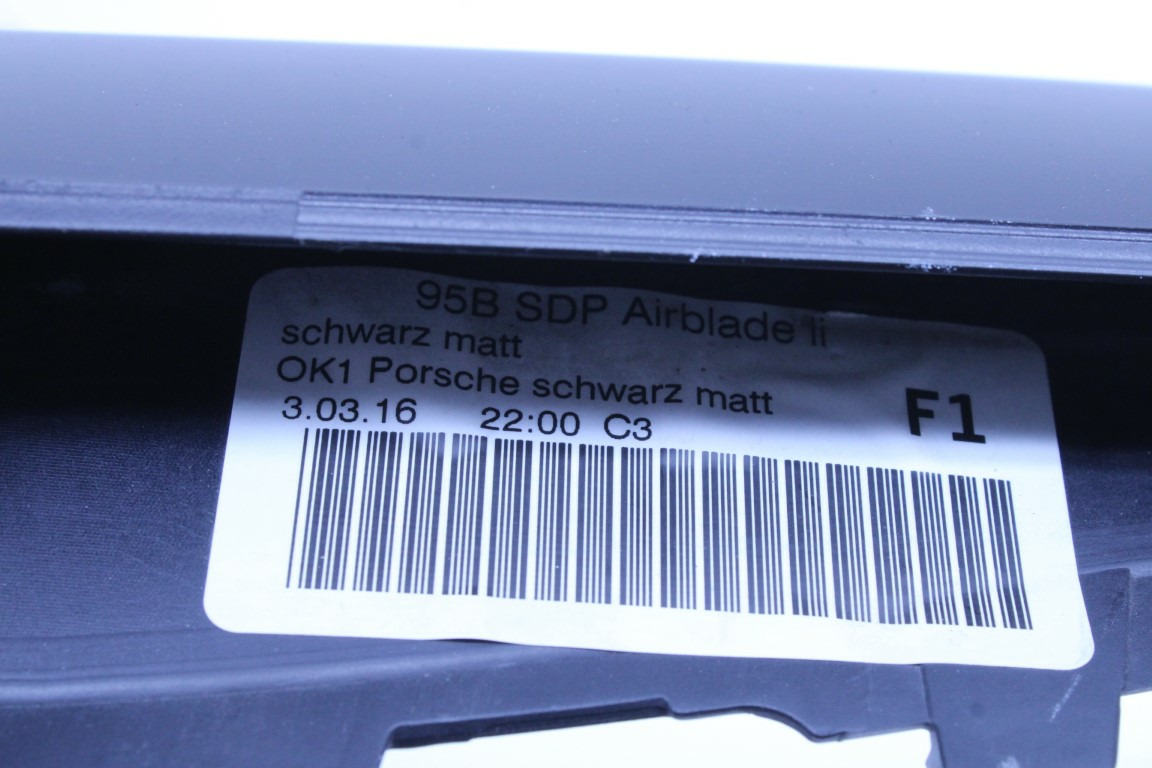 95B SDP Airblade li
schwarz matt
OK1 Porsche schwarz matt
3.03.16 22:00 C3
F1